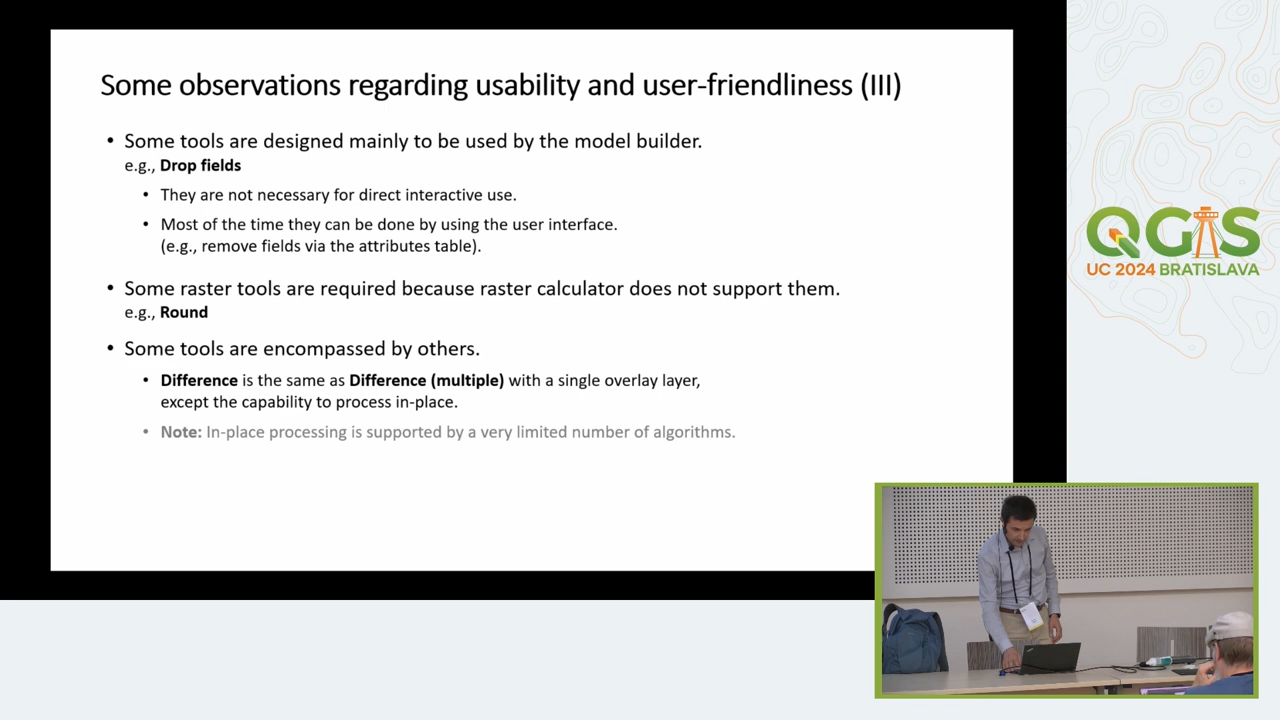 Some observations regarding usability and user-friendliness (III)
• Some tools are designed mainly to be used by the model builder.
e.g., Drop fields
• They are not necessary for direct interactive use.
• Most of the time they can be done by using the user interface.
(e.g., remove fields via the attributes table).
• Some raster tools are required because raster calculator does not support them.
e.g., Round
• Some tools are encompassed by others.
• Difference is the same as Difference (multiple) with a single overlay layer,
except the capability to process in-place.
• Note: In-place processing is supported by a very limited number of algorithms.
QGIS
UC 2024 BRATISLAVA